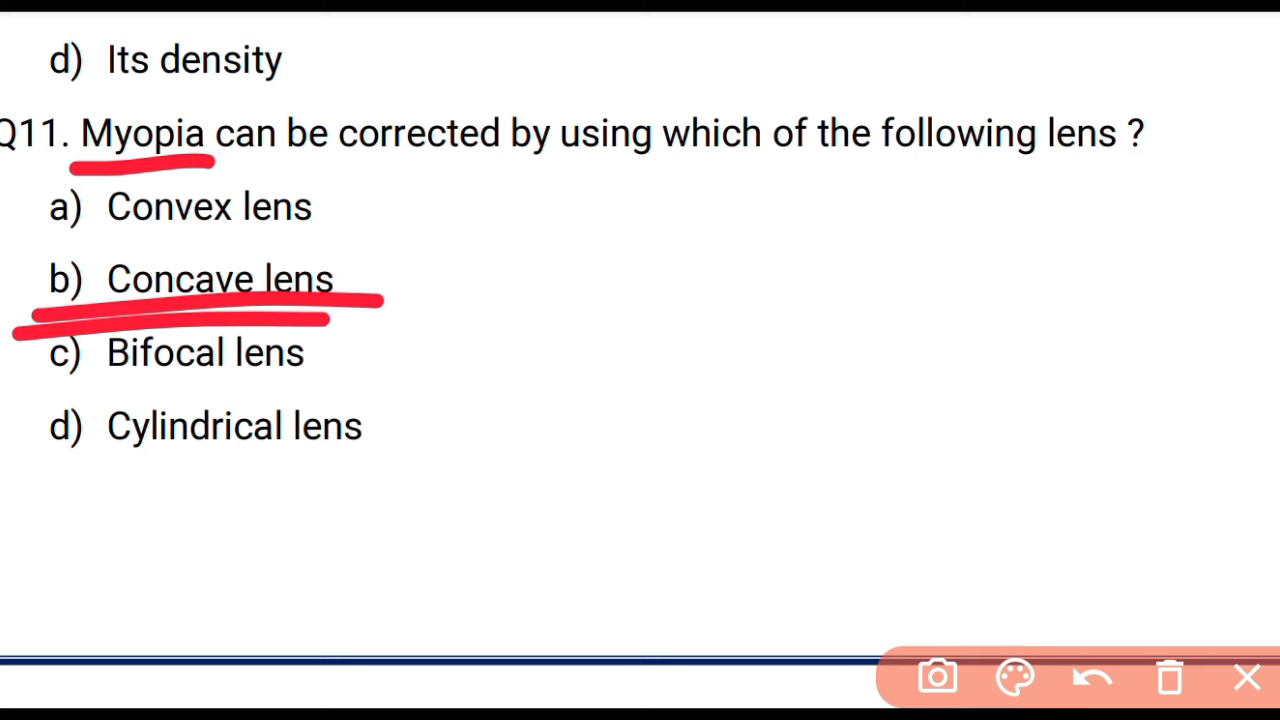 d) Its density
Q11. Myopia can be corrected by using which of the following lens ?
a) Convex lens
b) Concave lens
c) Bifocal lens
d) Cylindrical lens